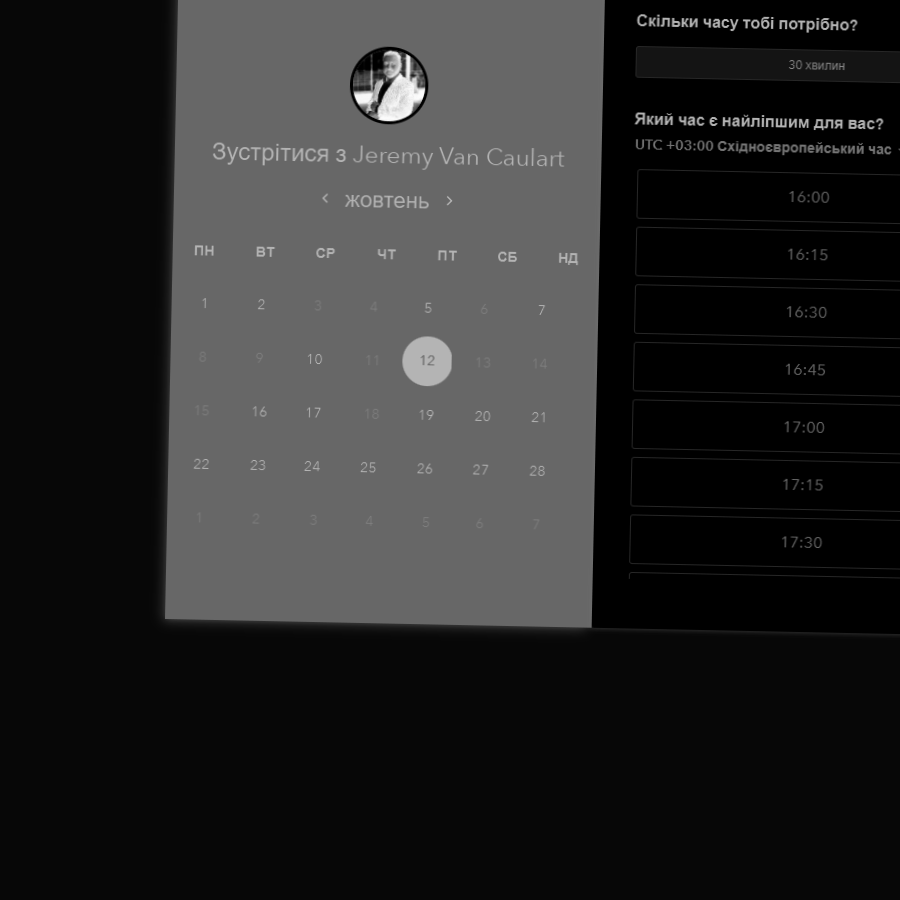 Зустрітися з Jeremy Van Caulart
‹ жовтень ›
ПН ВТ СР ЧТ ПТ СБ НД
1 2 3 4 5 6 7
8 9 10 11 12 13 14
15 16 17 18 19 20 21
22 23 24 25 26 27 28
1 2 3 4 5 6 7
Скільки часу тобі потрібно?
30 хвилин
Який час є найліпшим для вас?
UTC +03:00 Східноєвропейський час
16:00
16:15
16:30
16:45
17:00
17:15
17:30